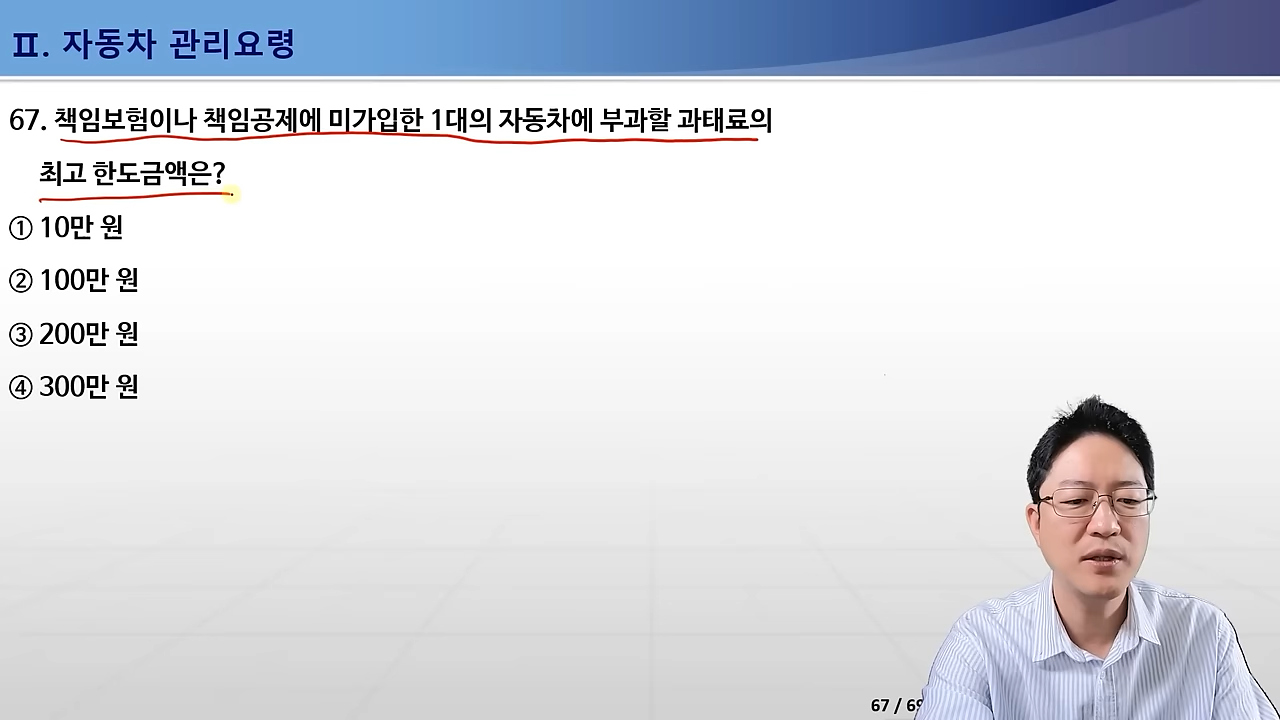 Ⅱ. 자동차 관리요령
67. 책임보험이나 책임공제에 미가입한 1대의 자동차에 부과할 과태료의
최고 한도금액은?
① 10만 원
② 100만 원
③ 200만 원
④ 300만 원
67 / 69